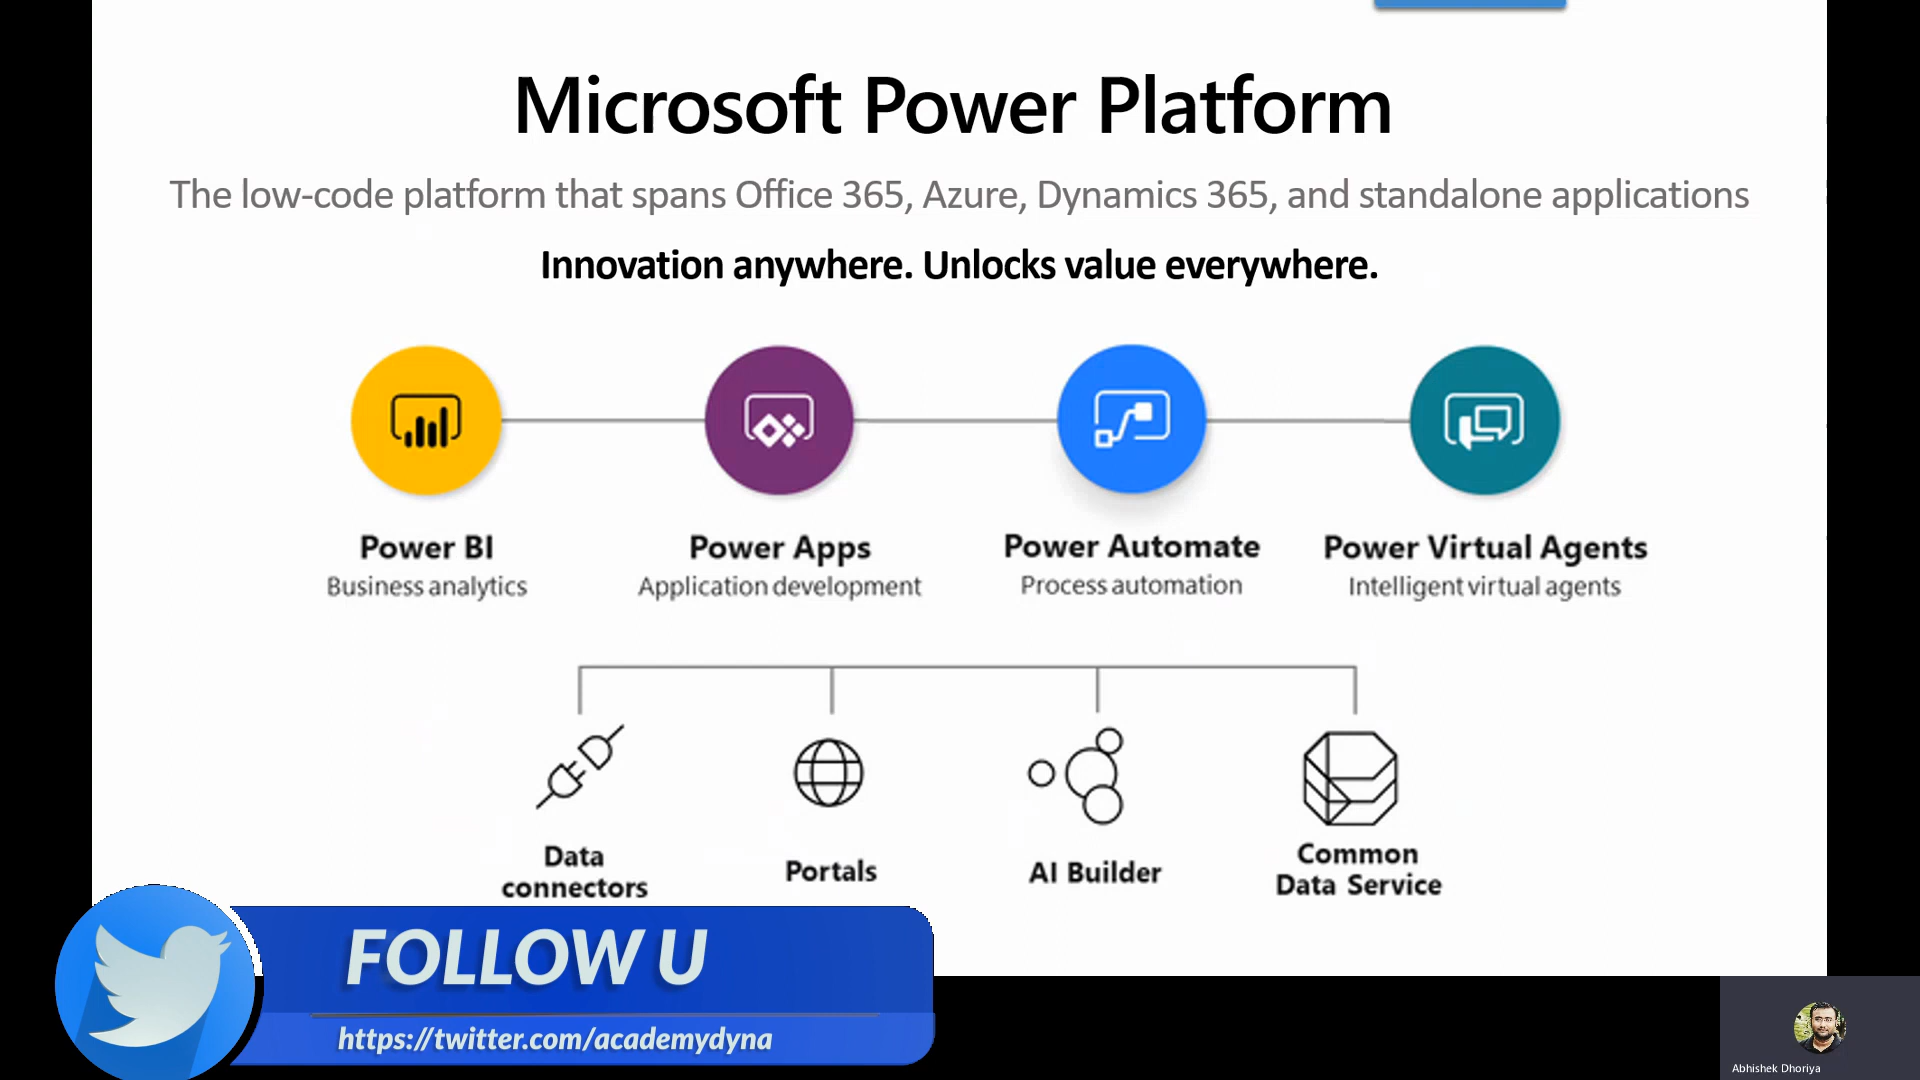 Microsoft Power Platform
The low-code platform that spans Office 365, Azure, Dynamics 365, and standalone applications
Innovation anywhere. Unlocks value everywhere.
Power BI
Business analytics
Power Apps
Application development
Power Automate
Process automation
Power Virtual Agents
Intelligent virtual agents
Data
connectors
Portals
AI Builder
Common
Data Service
FOLLOW U
https://twitter.com/academydyna
Abhishek Dhoriya